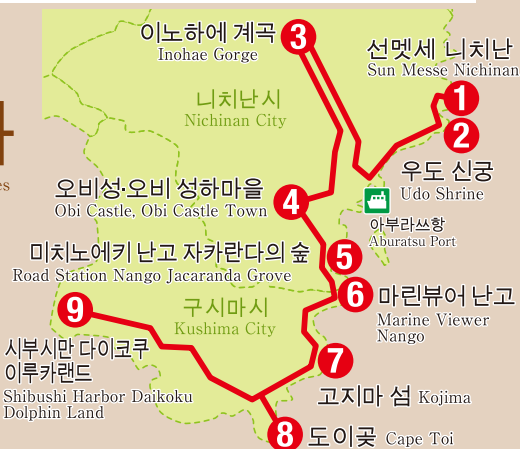 이노하에 계곡
Inohae Gorge
3
선멧세 니치난
Sun Messe Nichinan
1
2
니치난시
Nichinan City
우도 신궁
Udo Shrine
오비성·오비 성하마을
Obi Castle, Obi Castle Town
4
아부라쓰항
Aburatsu Port
미치노에키 난고 자카란다의 숲
Road Station Nango Jacaranda Grove
5
6
마린뷰어 난고
Marine Viewer
Nango
9
구시마시
Kushima City
시부시만 다이코쿠
이루카랜드
Shibushi Harbor Daikoku
Dolphin Land
7
고지마 섬 Kojima
8
도이곶 Cape Toi